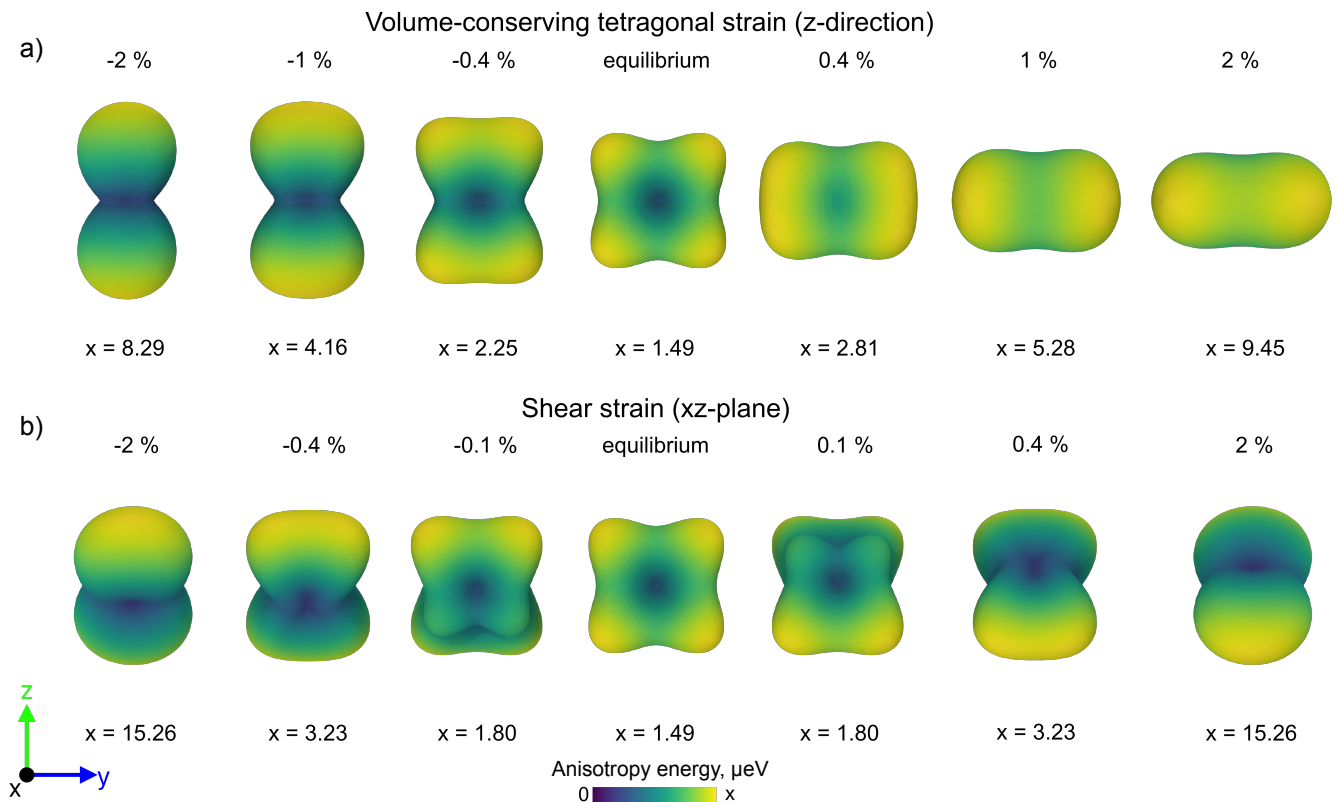 Volume-conserving tetragonal strain (z-direction)
a)
-2 % -1 % -0.4 % equilibrium 0.4 % 1 % 2 %
x = 8.29 x = 4.16 x = 2.25 x = 1.49 x = 2.81 x = 5.28 x = 9.45
Shear strain (xz-plane)
b)
-2 % -0.4 % -0.1 % equilibrium 0.1 % 0.4 % 2 %
x = 15.26 x = 3.23 x = 1.80 x = 1.49 x = 1.80 x = 3.23 x = 15.26
z
x
y
Anisotropy energy, μeV
0 x